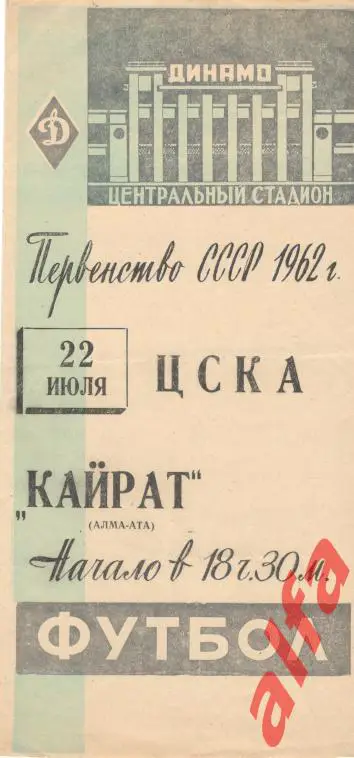 ДИНАМО
Д
ЦЕНТРАЛЬНЫЙ СТАДИОН
Первенство СССР 1962 г.
22
ИЮЛЯ
ЦСКА
„КАЙРАТ“
(АЛМА-АТА)
Начало в 18 ч. 30 м.
ФУТБОЛ
alfa